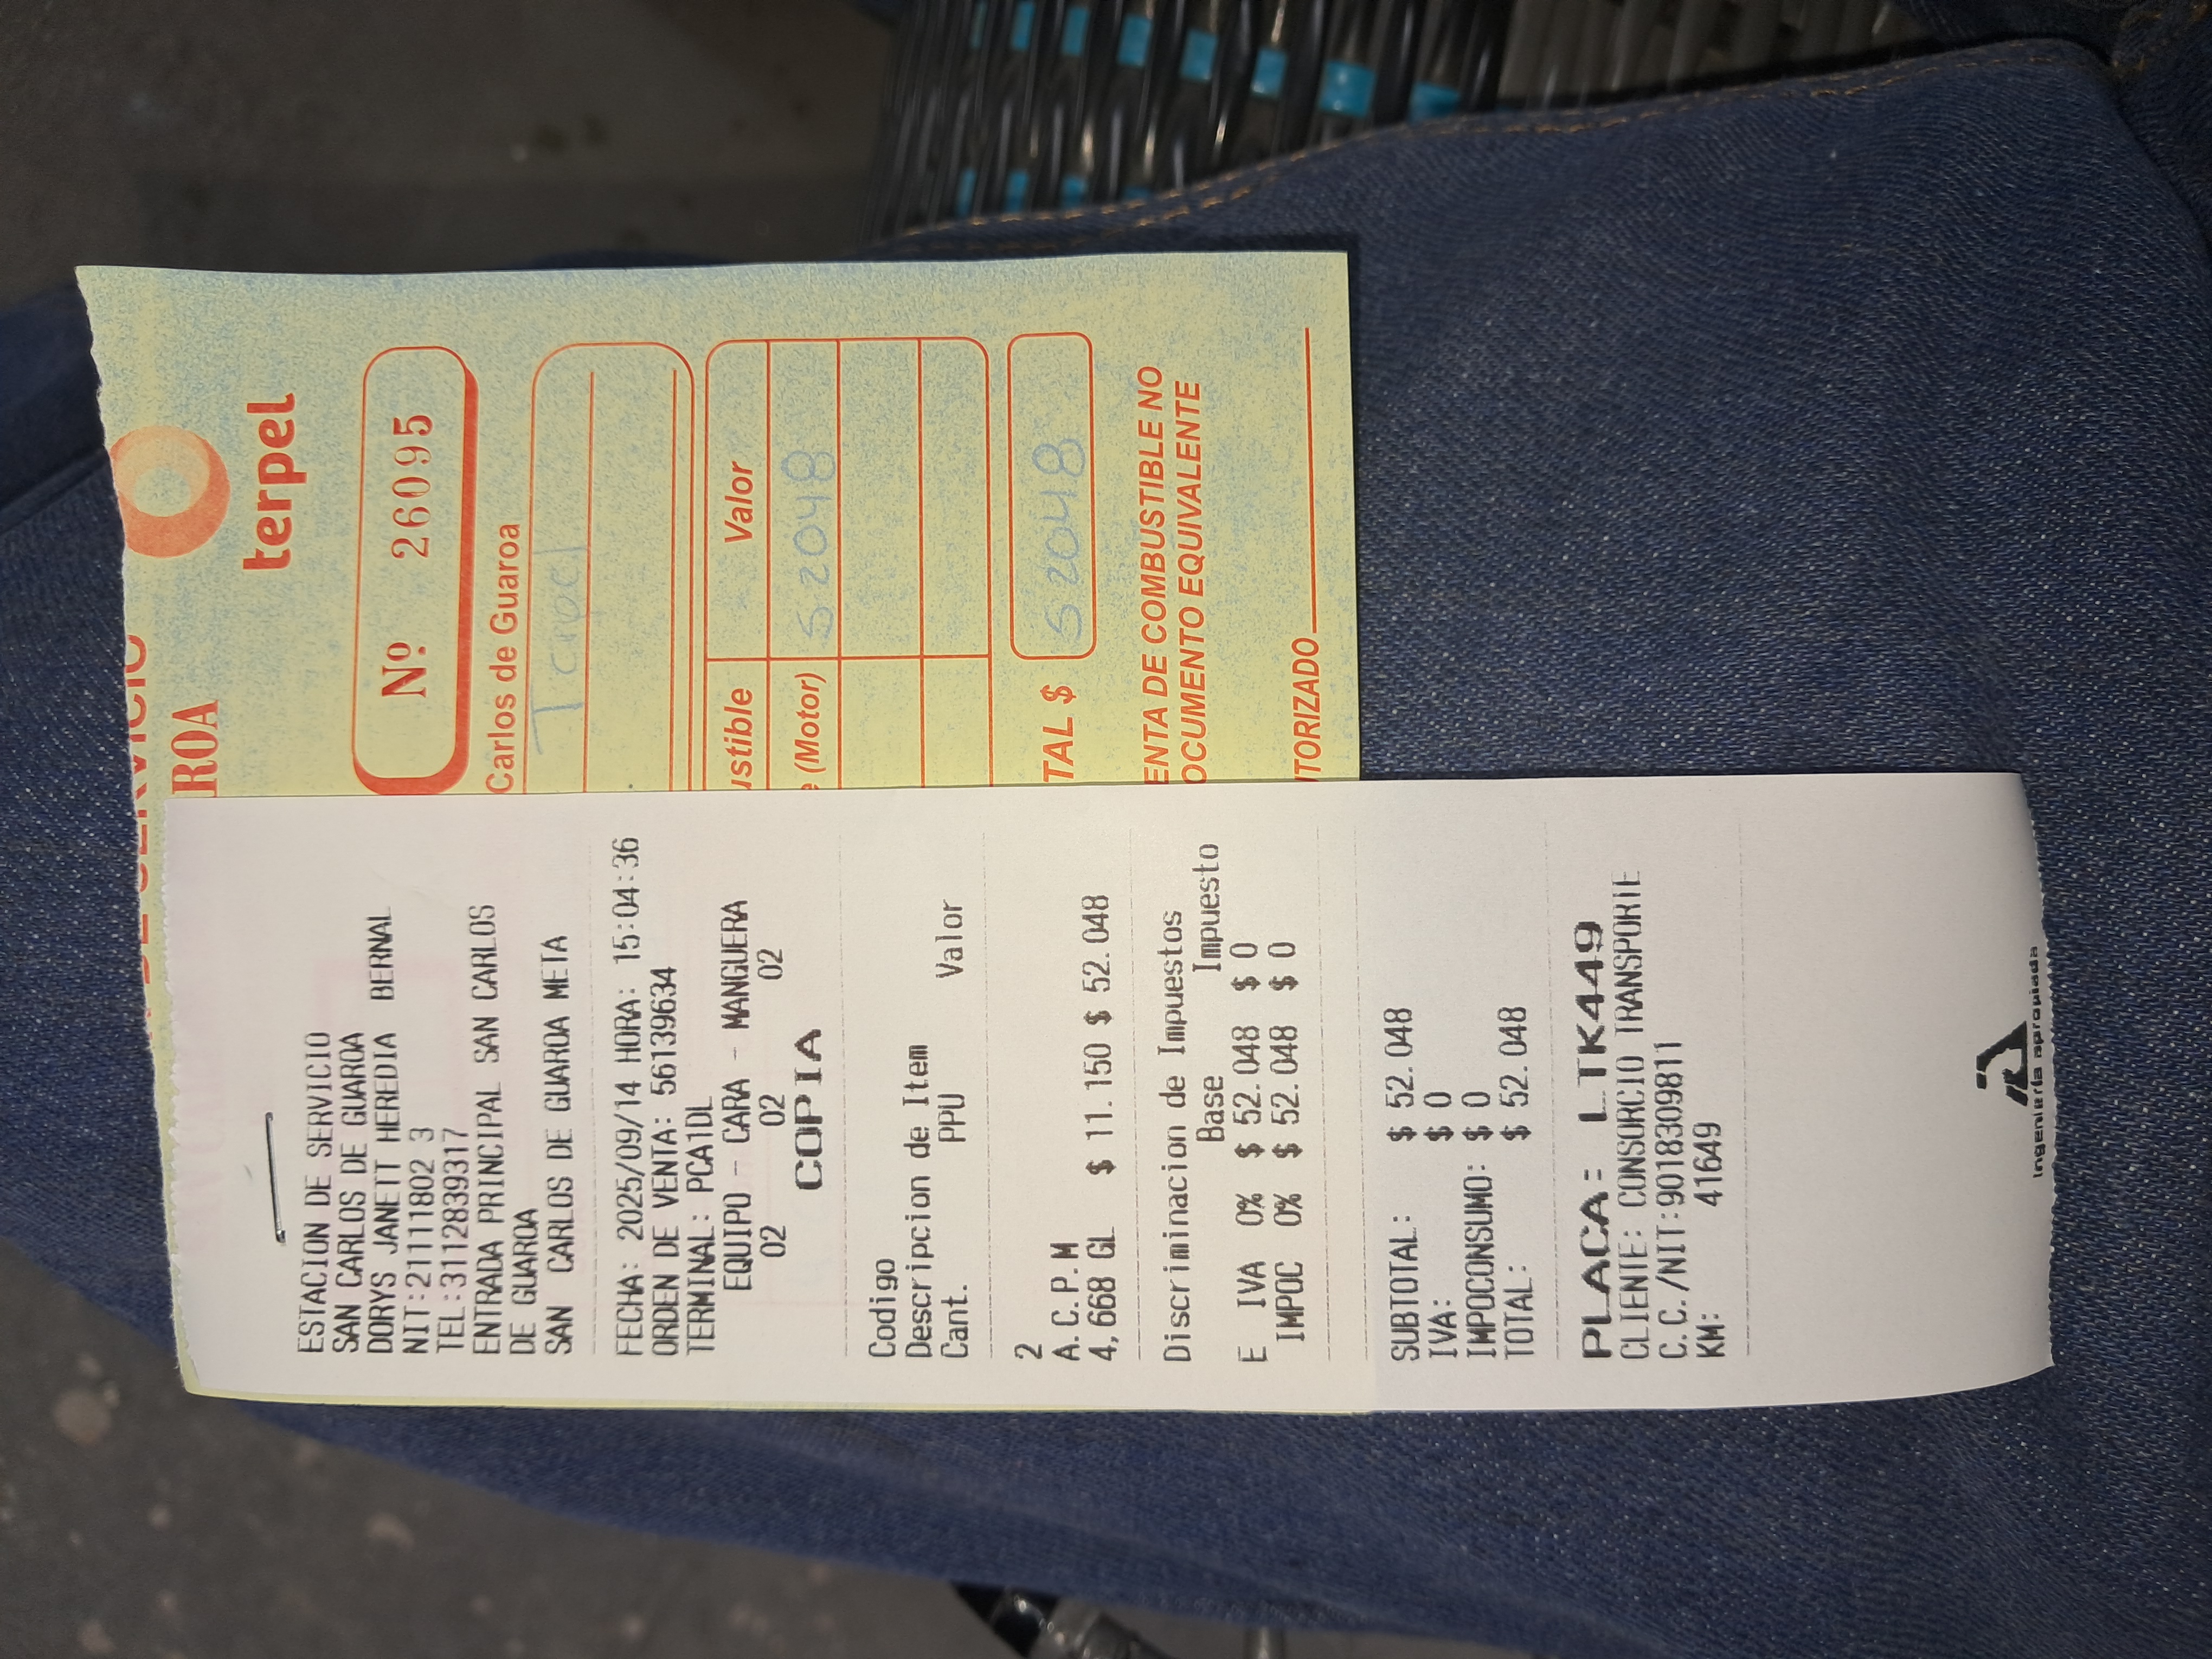 ESTACION DE SERVICIO
SAN CARLOS DE GUAROA
DORYS JANETT HEREDIA BERNAL
NIT:211111802 3
TEL:3112839317
ENTRADA PRINCIPAL SAN CARLOS
DE GUAROA
SAN CARLOS DE GUAROA META
FECHA: 2025/09/14 HORA: 15:04:36
ORDEN DE VENTA: 56139634
TERMINAL: PCA1DL
EQUIPO - CARA - MANGUERA
02 02 02
COPIA
Codigo
Descripcion de Item
Cant. PPU Valor
2
A.C.P.M
4,668 GL $ 11.150 $ 52.048
Discriminacion de Impuestos
Base Impuesto
E IVA 0% $ 52.048 $ 0
IMPOC 0% $ 52.048 $ 0
SUBTOTAL: $ 52.048
IVA: $ 0
IMPOCONSUMO: $ 0
TOTAL: $ 52.048
PLACA: LTK449
CLIENTE: CONSORCIO TRANSPORTE
C.C./NIT:9018309811
KM: 41649
Ingeniería apropiada
ROA
terpel
Nº 26095
Carlos de Guaroa
ustible Valor
(Motor) 52048
TAL $ 52048
ENTA DE COMBUSTIBLE NO
OCUMENTO EQUIVALENTE
TORIZADO